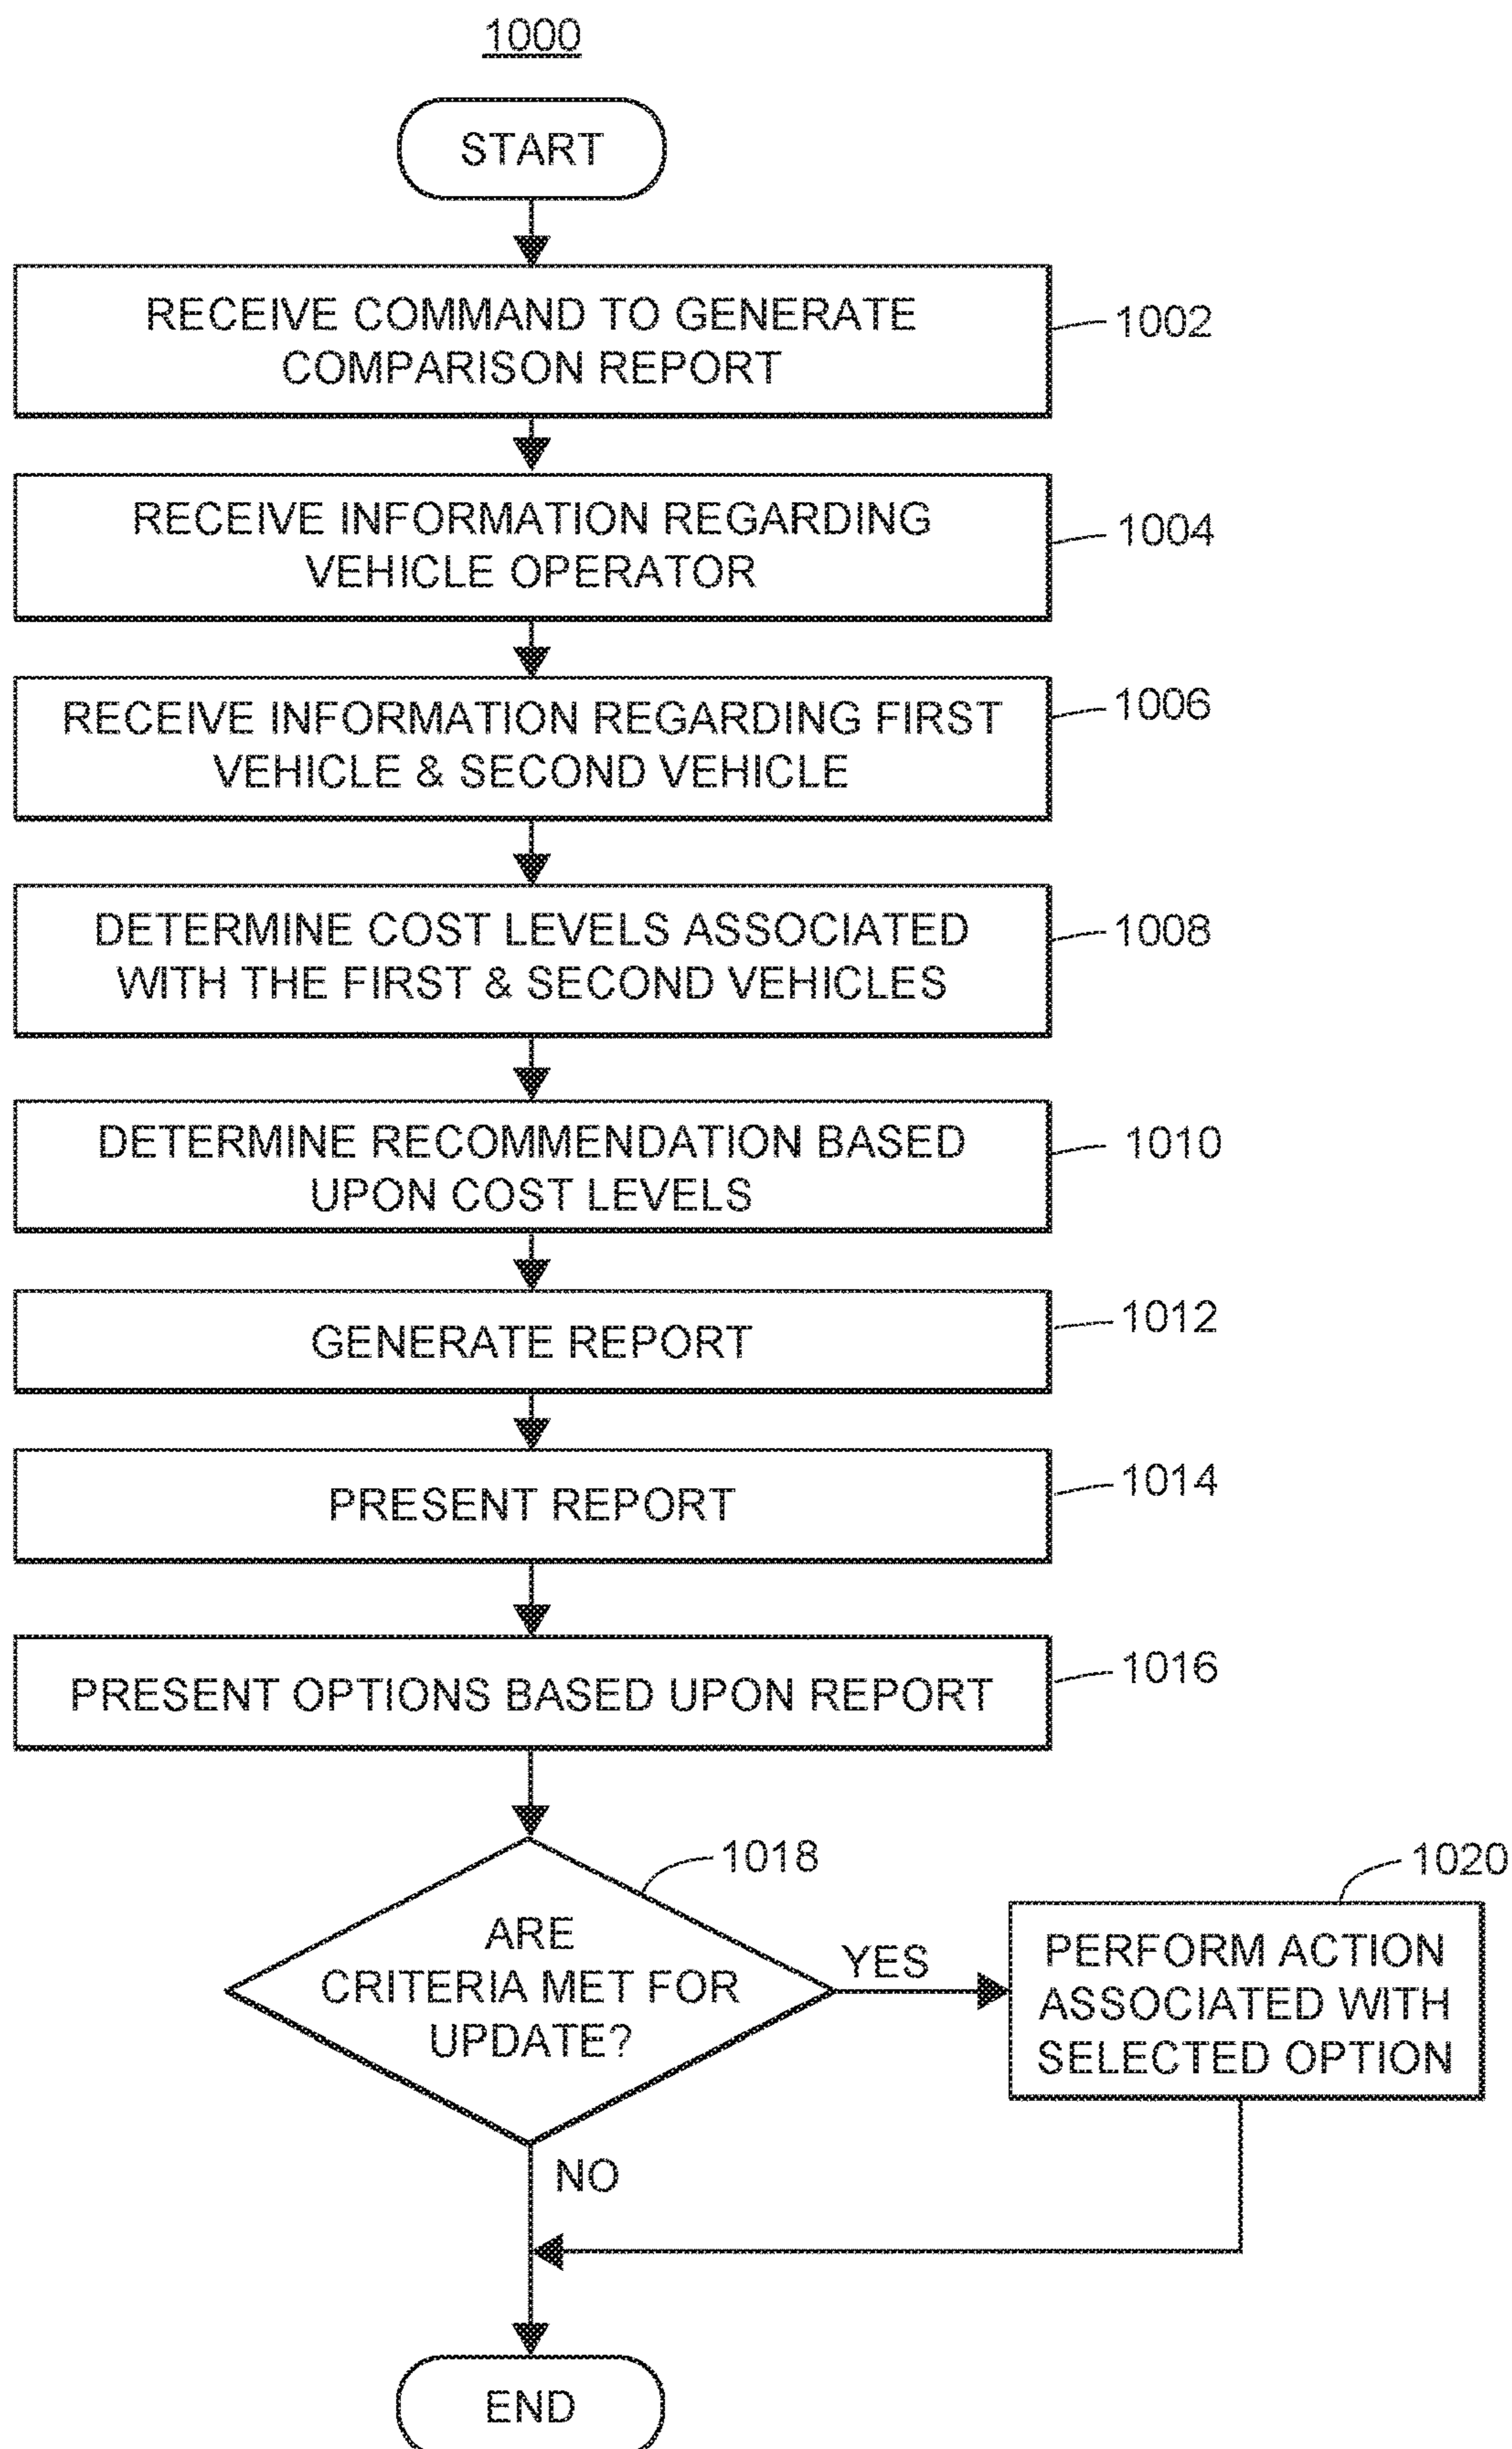 1000
START
RECEIVE COMMAND TO GENERATE
COMPARISON REPORT
1002
RECEIVE INFORMATION REGARDING
VEHICLE OPERATOR
1004
RECEIVE INFORMATION REGARDING FIRST
VEHICLE & SECOND VEHICLE
1006
DETERMINE COST LEVELS ASSOCIATED
WITH THE FIRST & SECOND VEHICLES
1008
DETERMINE RECOMMENDATION BASED
UPON COST LEVELS
1010
GENERATE REPORT
1012
PRESENT REPORT
1014
PRESENT OPTIONS BASED UPON REPORT
1016
ARE
CRITERIA MET FOR
UPDATE?
1018
YES
PERFORM ACTION
ASSOCIATED WITH
SELECTED OPTION
1020
NO
END